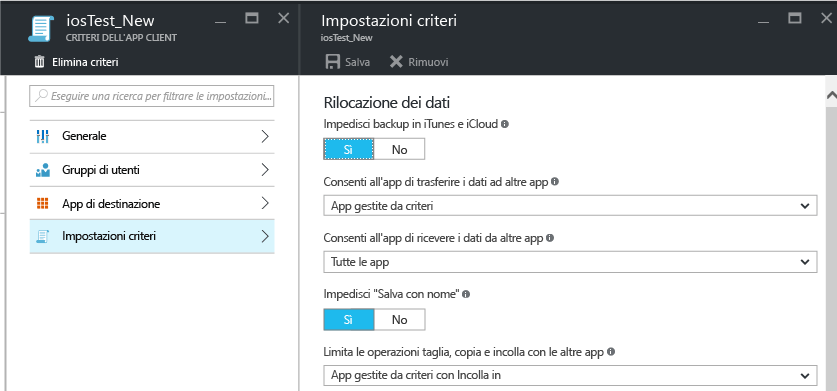 iosTest_New
CRITERI DELL'APP CLIENT
Elimina criteri
Eseguire una ricerca per filtrare le impostazioni...
Generale
Gruppi di utenti
App di destinazione
Impostazioni criteri
Impostazioni criteri
iosTest_New
Salva Rimuovi
Rilocazione dei dati
Impedisci backup in iTunes e iCloud
Sì No
Consenti all'app di trasferire i dati ad altre app
App gestite da criteri
Consenti all'app di ricevere i dati da altre app
Tutte le app
Impedisci "Salva con nome"
Sì No
Limita le operazioni taglia, copia e incolla con le altre app
App gestite da criteri con Incolla in